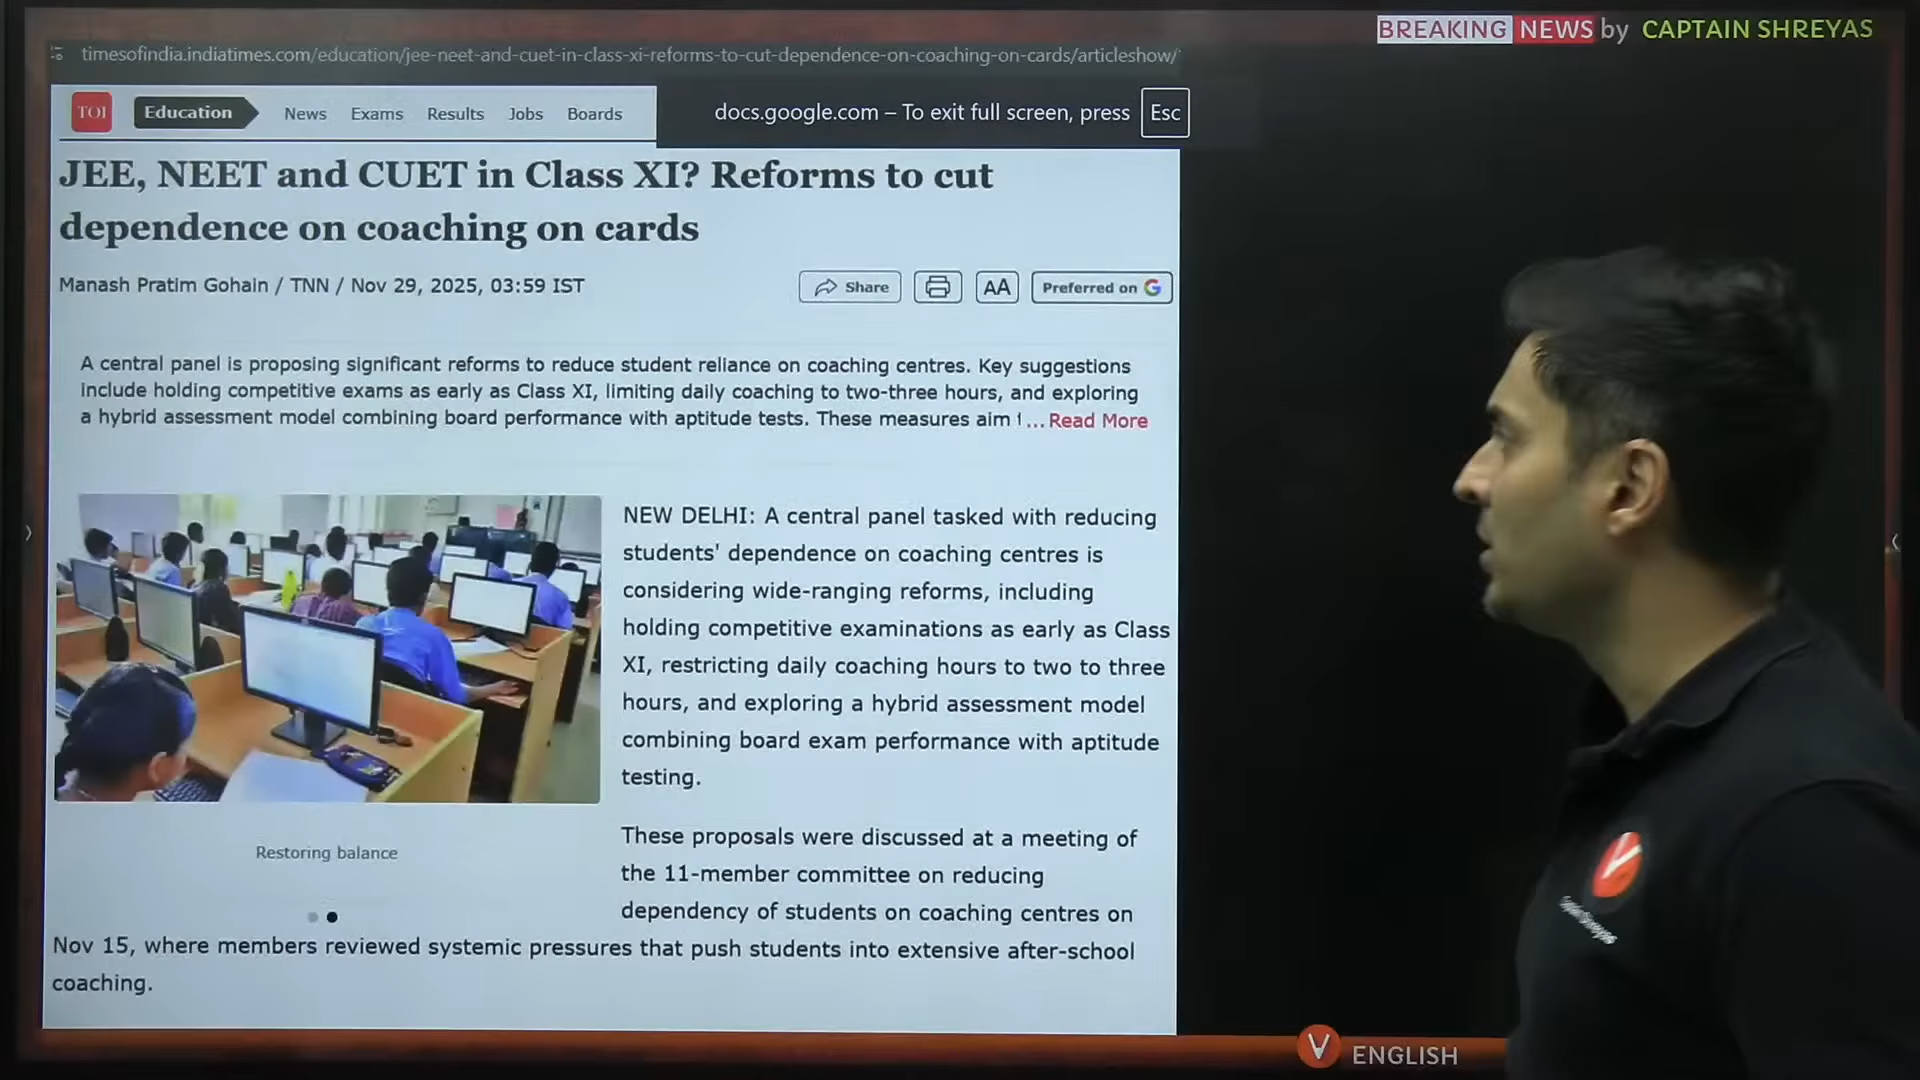 BREAKING NEWS by CAPTAIN SHREYAS
timesofindia.indiatimes.com/education/jee-neet-and-cuet-in-class-xi-reforms-to-cut-dependence-on-coaching-on-cards/articleshow/
TOI
Education
News
Exams
Results
Jobs
Boards
docs.google.com – To exit full screen, press Esc
JEE, NEET and CUET in Class XI? Reforms to cut
dependence on coaching on cards
Manash Pratim Gohain / TNN / Nov 29, 2025, 03:59 IST
Share
AA
Preferred on G
A central panel is proposing significant reforms to reduce student reliance on coaching centres. Key suggestions
include holding competitive exams as early as Class XI, limiting daily coaching to two-three hours, and exploring
a hybrid assessment model combining board performance with aptitude tests. These measures aim t ... Read More
NEW DELHI: A central panel tasked with reducing
students' dependence on coaching centres is
considering wide-ranging reforms, including
holding competitive examinations as early as Class
XI, restricting daily coaching hours to two to three
hours, and exploring a hybrid assessment model
combining board exam performance with aptitude
testing.
Restoring balance
These proposals were discussed at a meeting of
the 11-member committee on reducing
dependency of students on coaching centres on
Nov 15, where members reviewed systemic pressures that push students into extensive after-school
coaching.
V ENGLISH